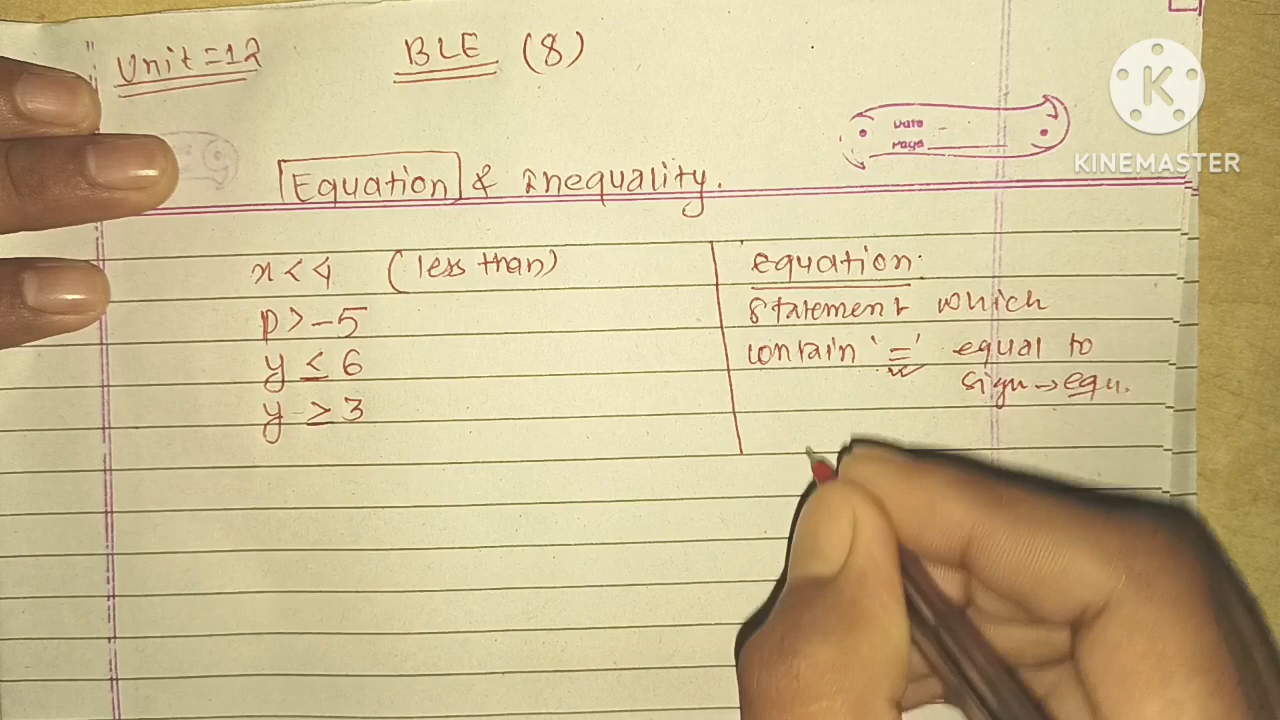 Unit=12
BLE (8)
Date
Page
K
KINEMASTER
Equation & inequality.
x < 4 (less than)
p > -5
y ≤ 6
y ≥ 3
equation.
statement which
contain '=' equal to
sign → equ.